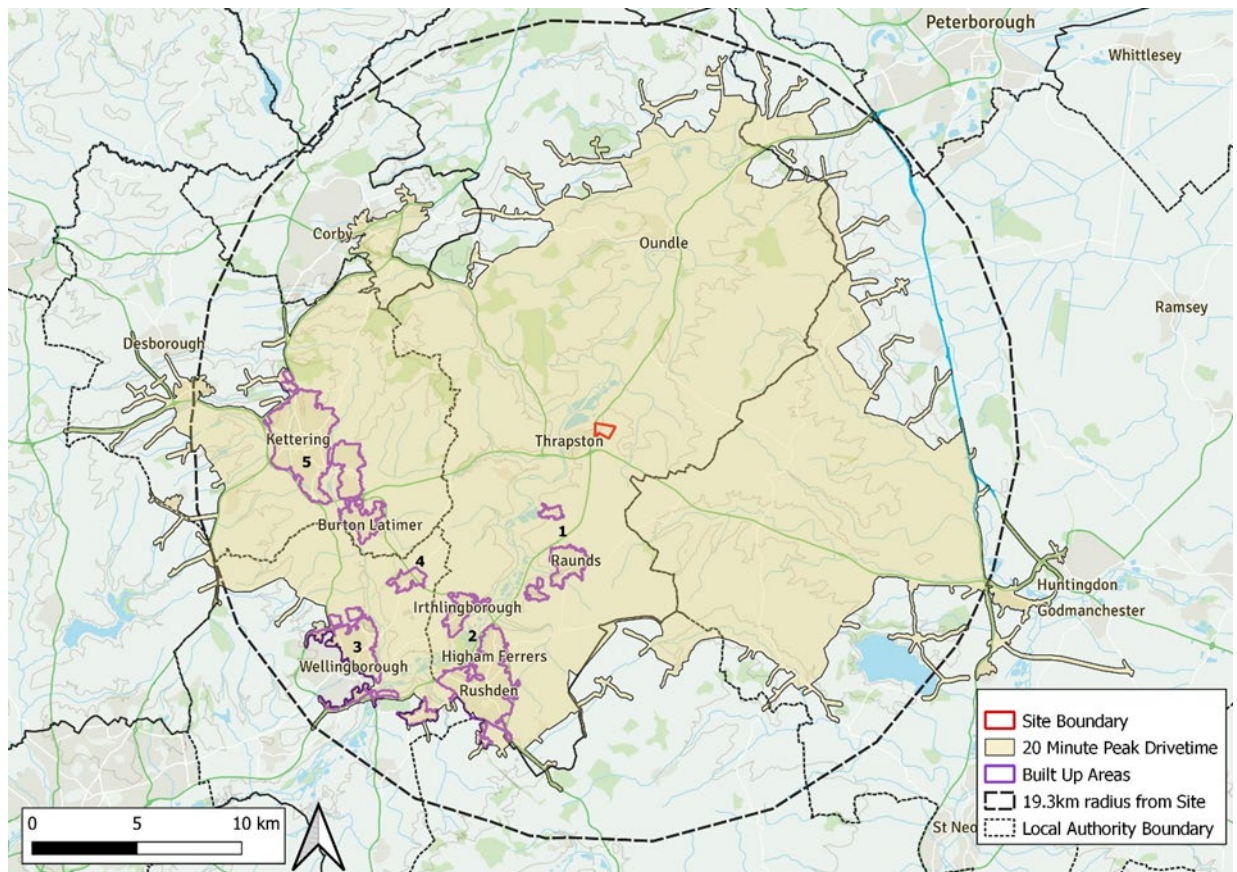 Peterborough
Whittlesey
Corby
Oundle
Ramsey
Desborough
Kettering
5
Thrapston
Burton Latimer
1
Raunds
4
Irthlingborough
2
3
Higham Ferrers
Wellingborough
Rushden
Huntingdon
Godmanchester
St Neo
Site Boundary
20 Minute Peak Drivetime
Built Up Areas
19.3km radius from Site
Local Authority Boundary
0 5 10 km